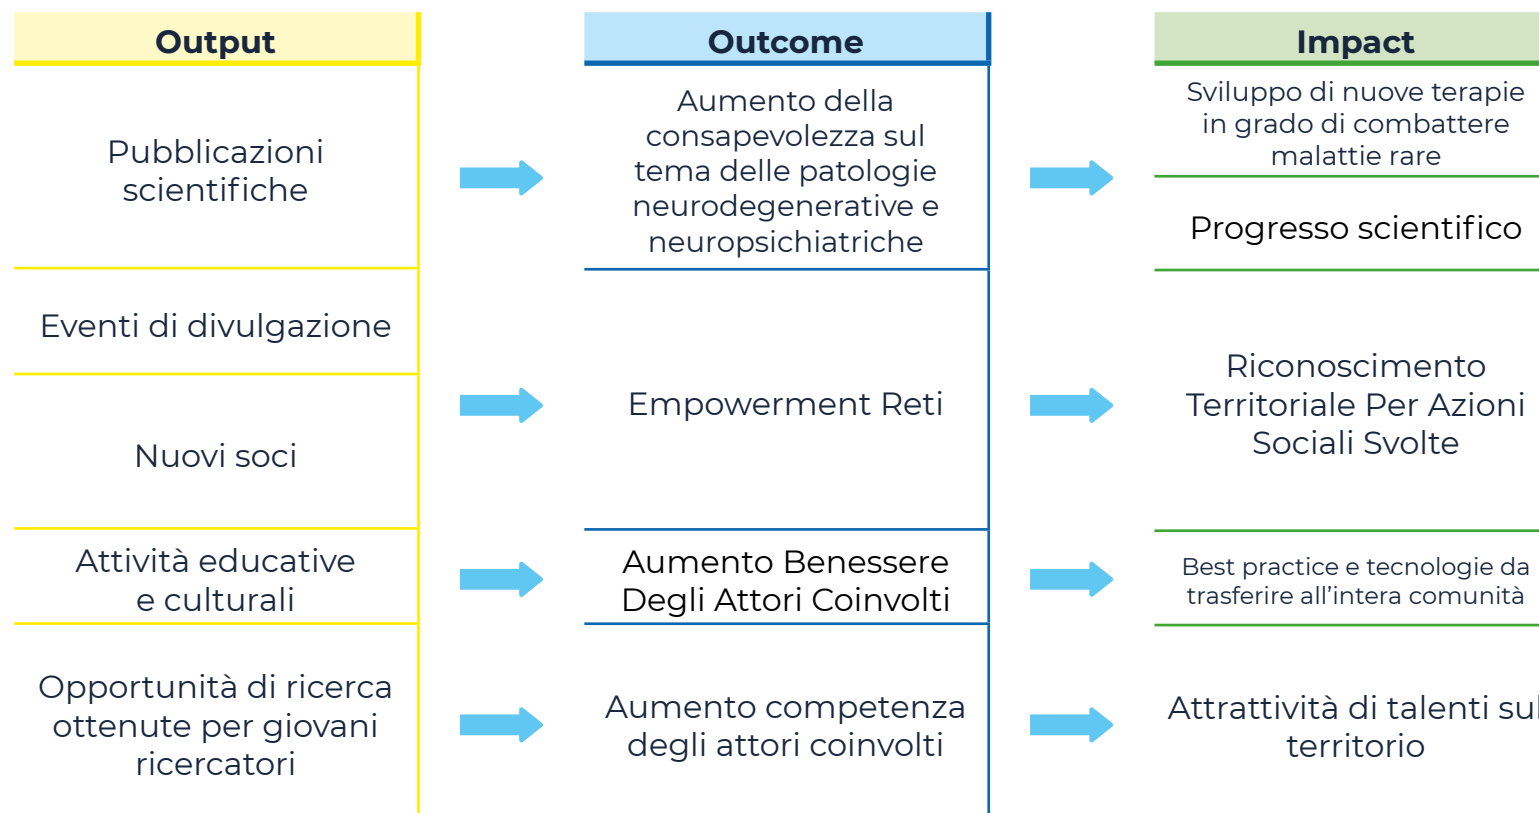 Output
Outcome
Impact
Pubblicazioni
scientifiche
Aumento della
consapevolezza sul
tema delle patologie
neurodegenerative e
neuropsichiatriche
Sviluppo di nuove terapie
in grado di combattere
malattie rare
Progresso scientifico
Eventi di divulgazione
Nuovi soci
Empowerment Reti
Riconoscimento
Territoriale Per Azioni
Sociali Svolte
Attività educative
e culturali
Aumento Benessere
Degli Attori Coinvolti
Best practice e tecnologie da
trasferire all’intera comunità
Opportunità di ricerca
ottenute per giovani
ricercatori
Aumento competenza
degli attori coinvolti
Attrattività di talenti sul
territorio